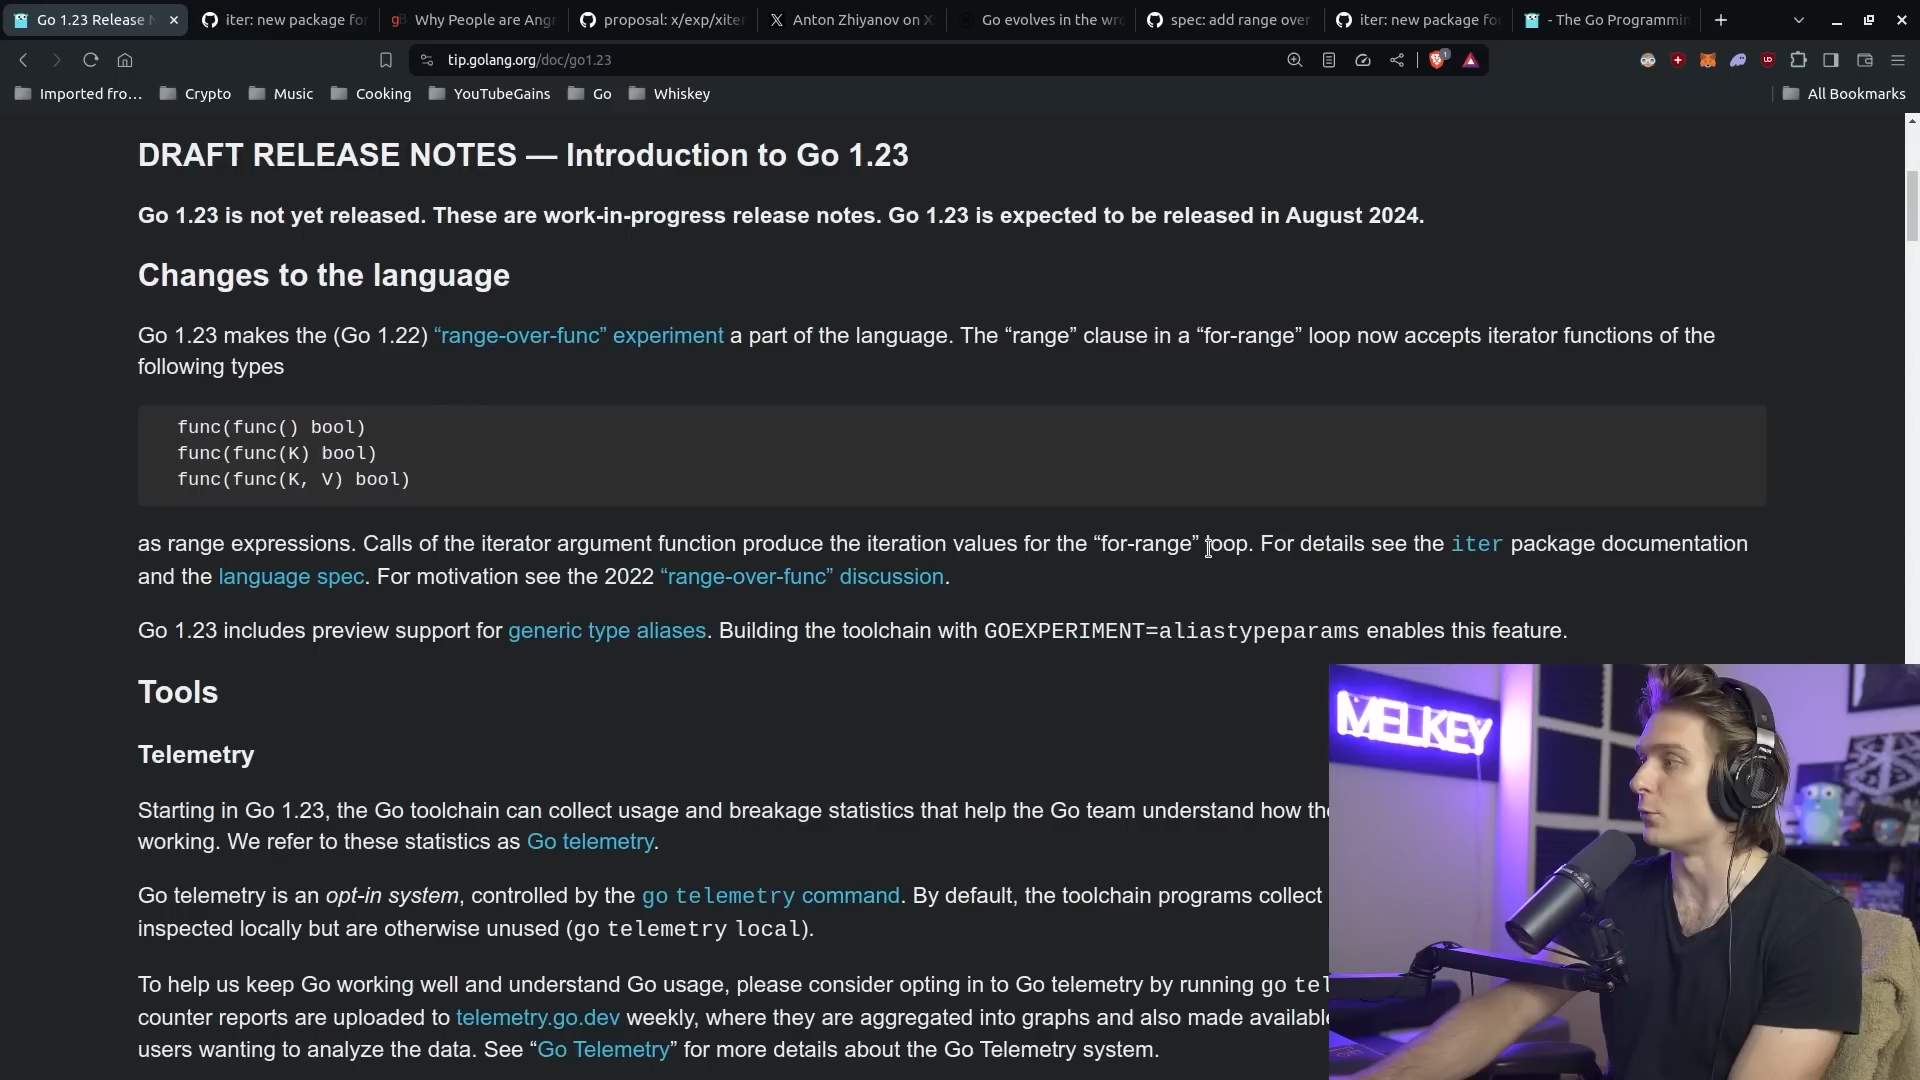 Go 1.23 Release N
iter: new package for
Why People are Angr
proposal: x/exp/xiter
Anton Zhiyanov on X
Go evolves in the wro
spec: add range over
iter: new package for
- The Go Programmin
tip.golang.org/doc/go1.23
Imported fro...
Crypto
Music
Cooking
YouTubeGains
Go
Whiskey
All Bookmarks
DRAFT RELEASE NOTES — Introduction to Go 1.23
Go 1.23 is not yet released. These are work-in-progress release notes. Go 1.23 is expected to be released in August 2024.
Changes to the language
Go 1.23 makes the (Go 1.22) “range-over-func” experiment a part of the language. The “range” clause in a “for-range” loop now accepts iterator functions of the
following types
func(func() bool)
func(func(K) bool)
func(func(K, V) bool)
as range expressions. Calls of the iterator argument function produce the iteration values for the “for-range” loop. For details see the iter package documentation
and the language spec. For motivation see the 2022 “range-over-func” discussion.
Go 1.23 includes preview support for generic type aliases. Building the toolchain with GOEXPERIMENT=aliastypeparams enables this feature.
Tools
Telemetry
Starting in Go 1.23, the Go toolchain can collect usage and breakage statistics that help the Go team understand how the
working. We refer to these statistics as Go telemetry.
Go telemetry is an opt-in system, controlled by the go telemetry command. By default, the toolchain programs collect
inspected locally but are otherwise unused (go telemetry local).
To help us keep Go working well and understand Go usage, please consider opting in to Go telemetry by running go tel
counter reports are uploaded to telemetry.go.dev weekly, where they are aggregated into graphs and also made available
users wanting to analyze the data. See “Go Telemetry” for more details about the Go Telemetry system.
MELKEY